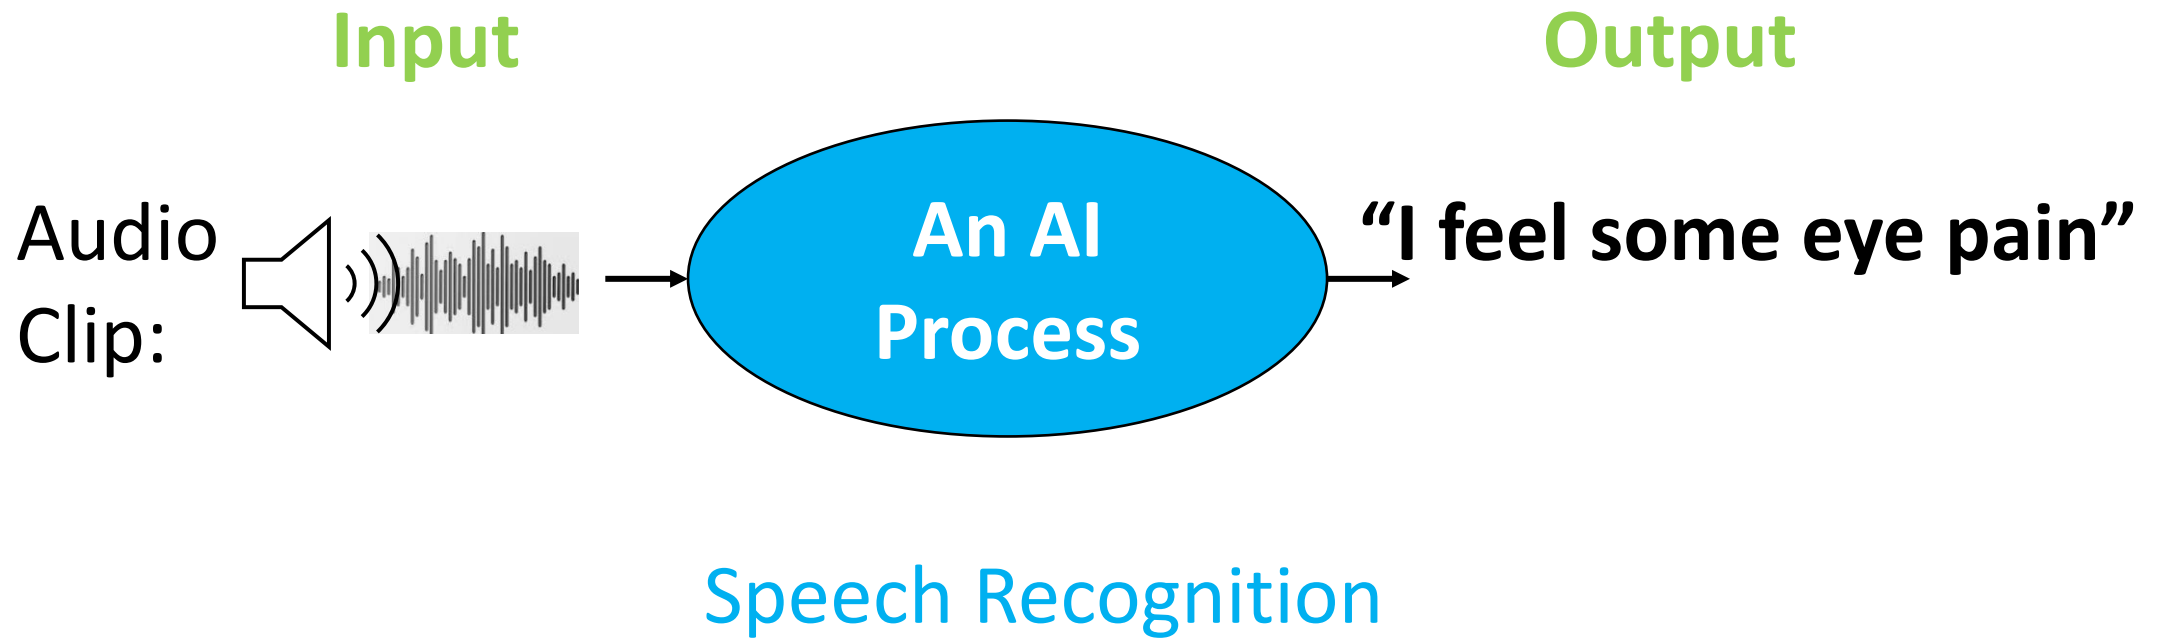 Input
Output
Audio
Clip:
An AI
Process
“I feel some eye pain”
Speech Recognition